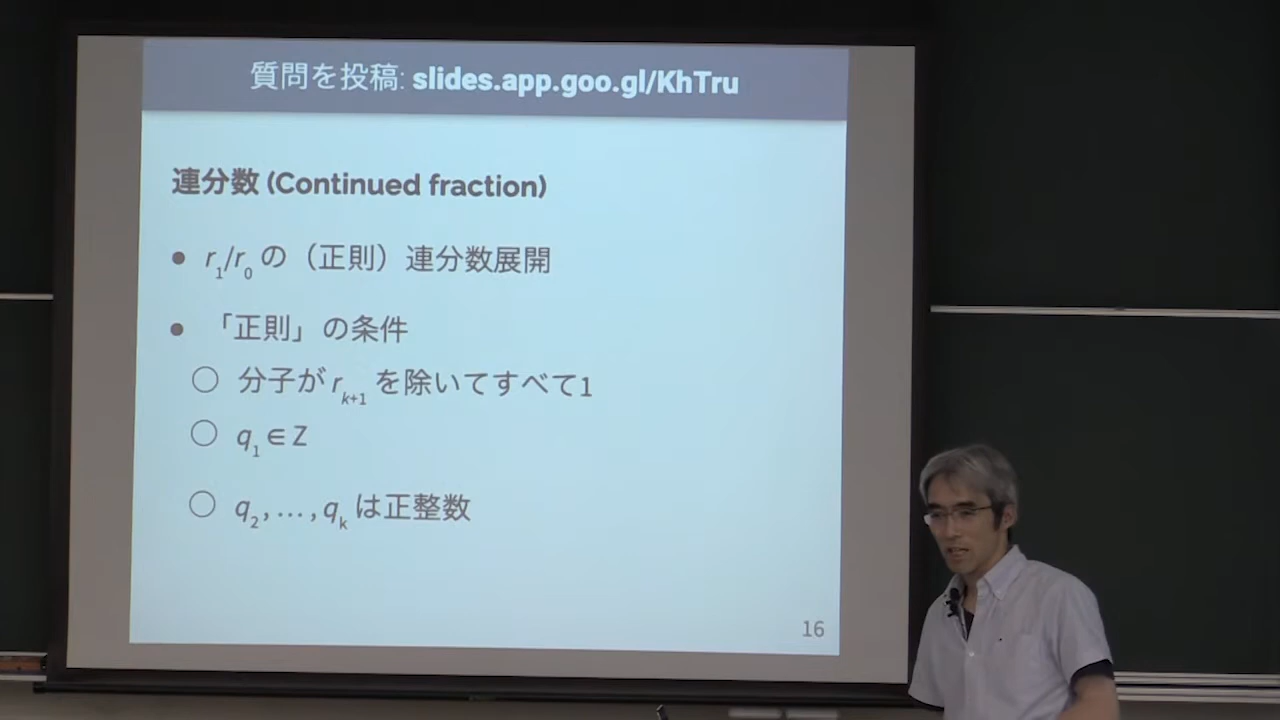 質問を投稿: slides.app.goo.gl/KhTru
連分数 (Continued fraction)
● r₁/r₀ の（正則）連分数展開
● 「正則」の条件
○ 分子が rₖ₊₁ を除いてすべて1
○ q₁ ∈ Z
○ q₂, … , qₖ は正整数
16